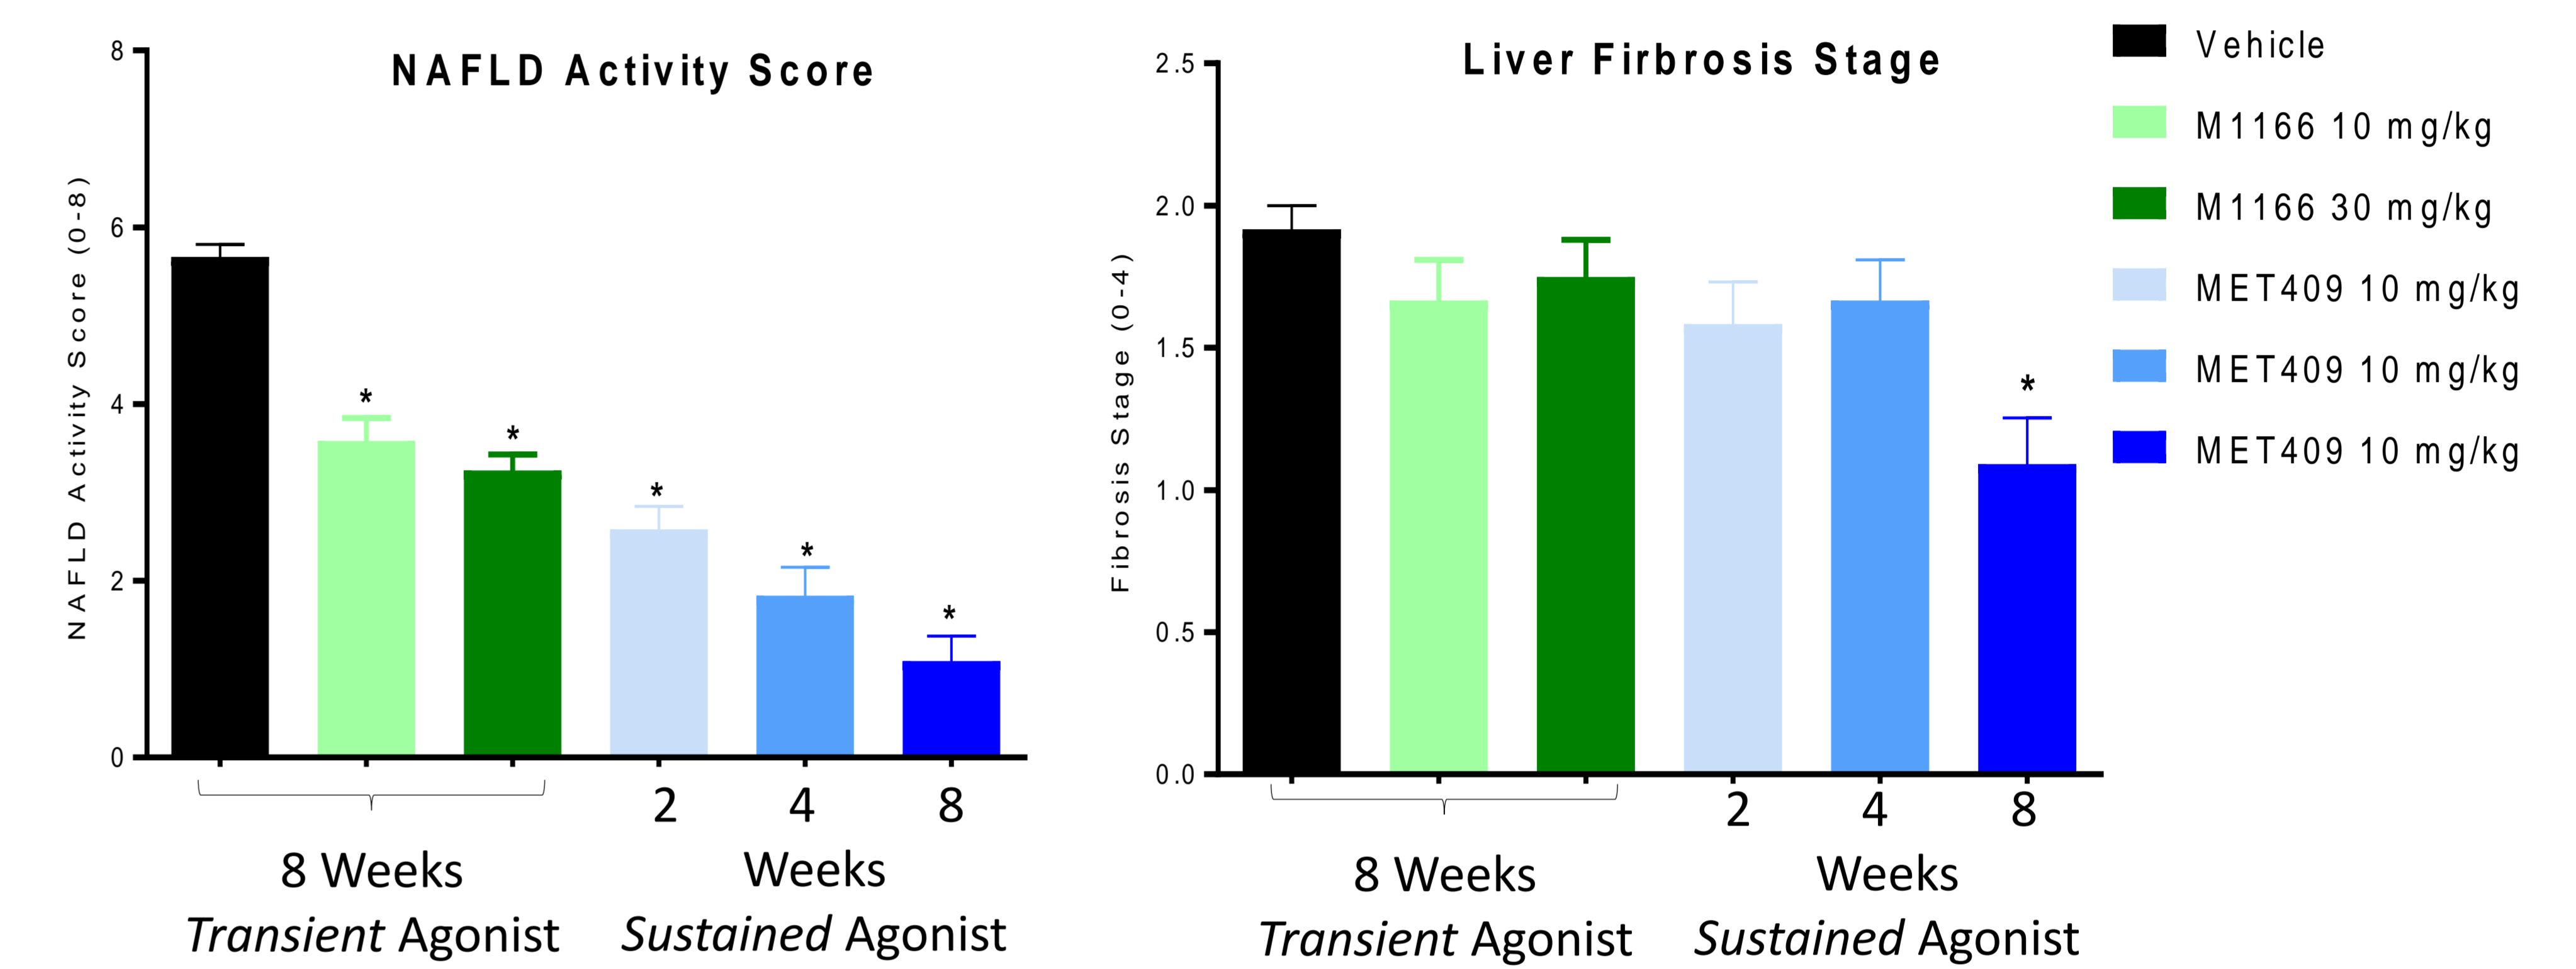 NAFLD Activity Score
NAFLD Activity Score (0-8)
8
6
4
2
0
*
*
*
*
*
2 4 8
8 Weeks Weeks
Transient Agonist Sustained Agonist
Liver Firbrosis Stage
Fibrosis Stage (0-4)
2.5
2.0
1.5
1.0
0.5
0.0
*
2 4 8
8 Weeks Weeks
Transient Agonist Sustained Agonist
Vehicle
M1166 10 mg/kg
M1166 30 mg/kg
MET409 10 mg/kg
MET409 10 mg/kg
MET409 10 mg/kg